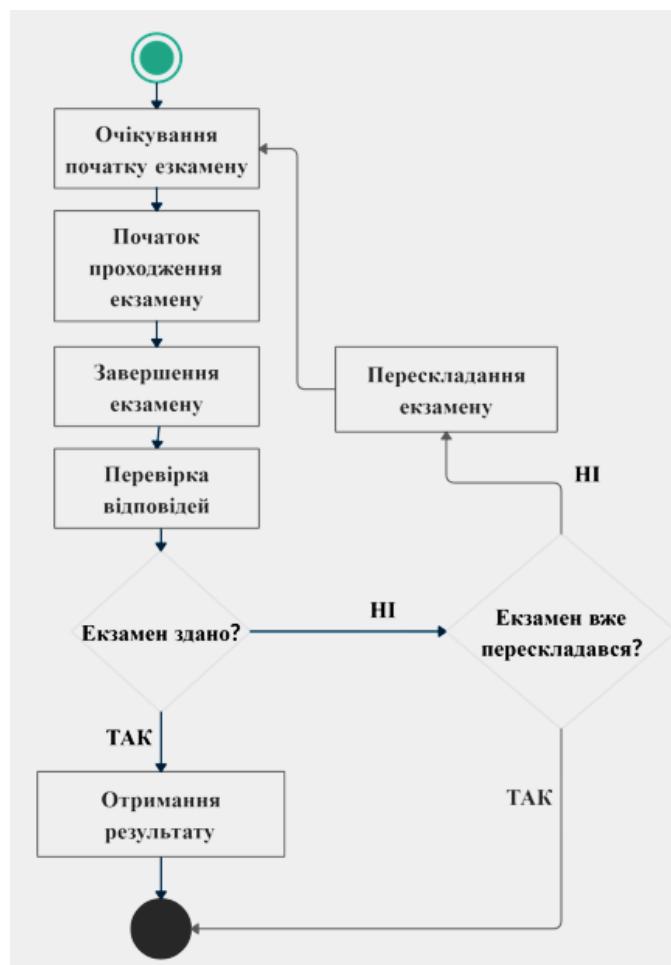 Очікування
початку езкамену
Початок
проходження
екзамену
Завершення
екзамену
Перескладання
екзамену
Перевірка
відповідей
НІ
Екзамен здано?
НІ
Екзамен вже
перескладався?
ТАК
Отримання
результату
ТАК